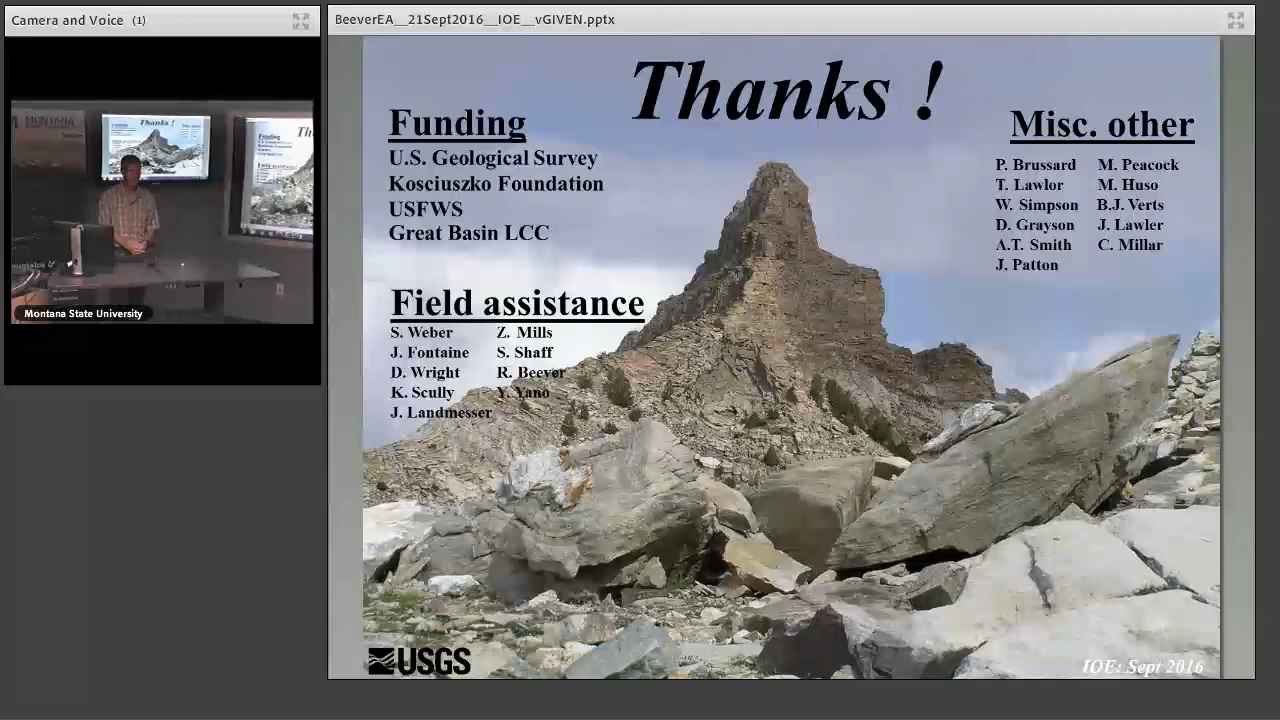 Camera and Voice (1)
BeeverEA__21Sept2016__IOE__vGIVEN.pptx
MONTANA
Thanks !
Montana State University
Thanks !
Funding
U.S. Geological Survey
Kosciuszko Foundation
USFWS
Great Basin LCC
Field assistance
S. Weber Z. Mills
J. Fontaine S. Shaff
D. Wright R. Beever
K. Scully Y. Yano
J. Landmesser
Misc. other
P. Brussard M. Peacock
T. Lawlor M. Huso
W. Simpson B.J. Verts
D. Grayson J. Lawler
A.T. Smith C. Millar
J. Patton
USGS
IOE: Sept 2016